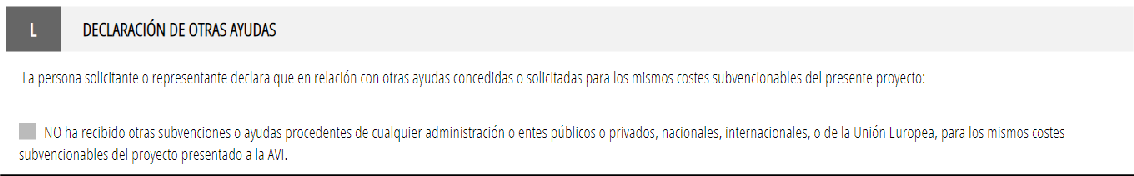 L DECLARACIÓN DE OTRAS AYUDAS
La persona solicitante o representante declara que en relación con otras ayudas concedidas o solicitadas para los mismos costes subvencionables del presente proyecto:
NO ha recibido otras subvenciones o ayudas procedentes de cualquier administración o entes públicos o privados, nacionales, internacionales, o de la Unión Europea, para los mismos costes
subvencionables del proyecto presentado a la AVI.